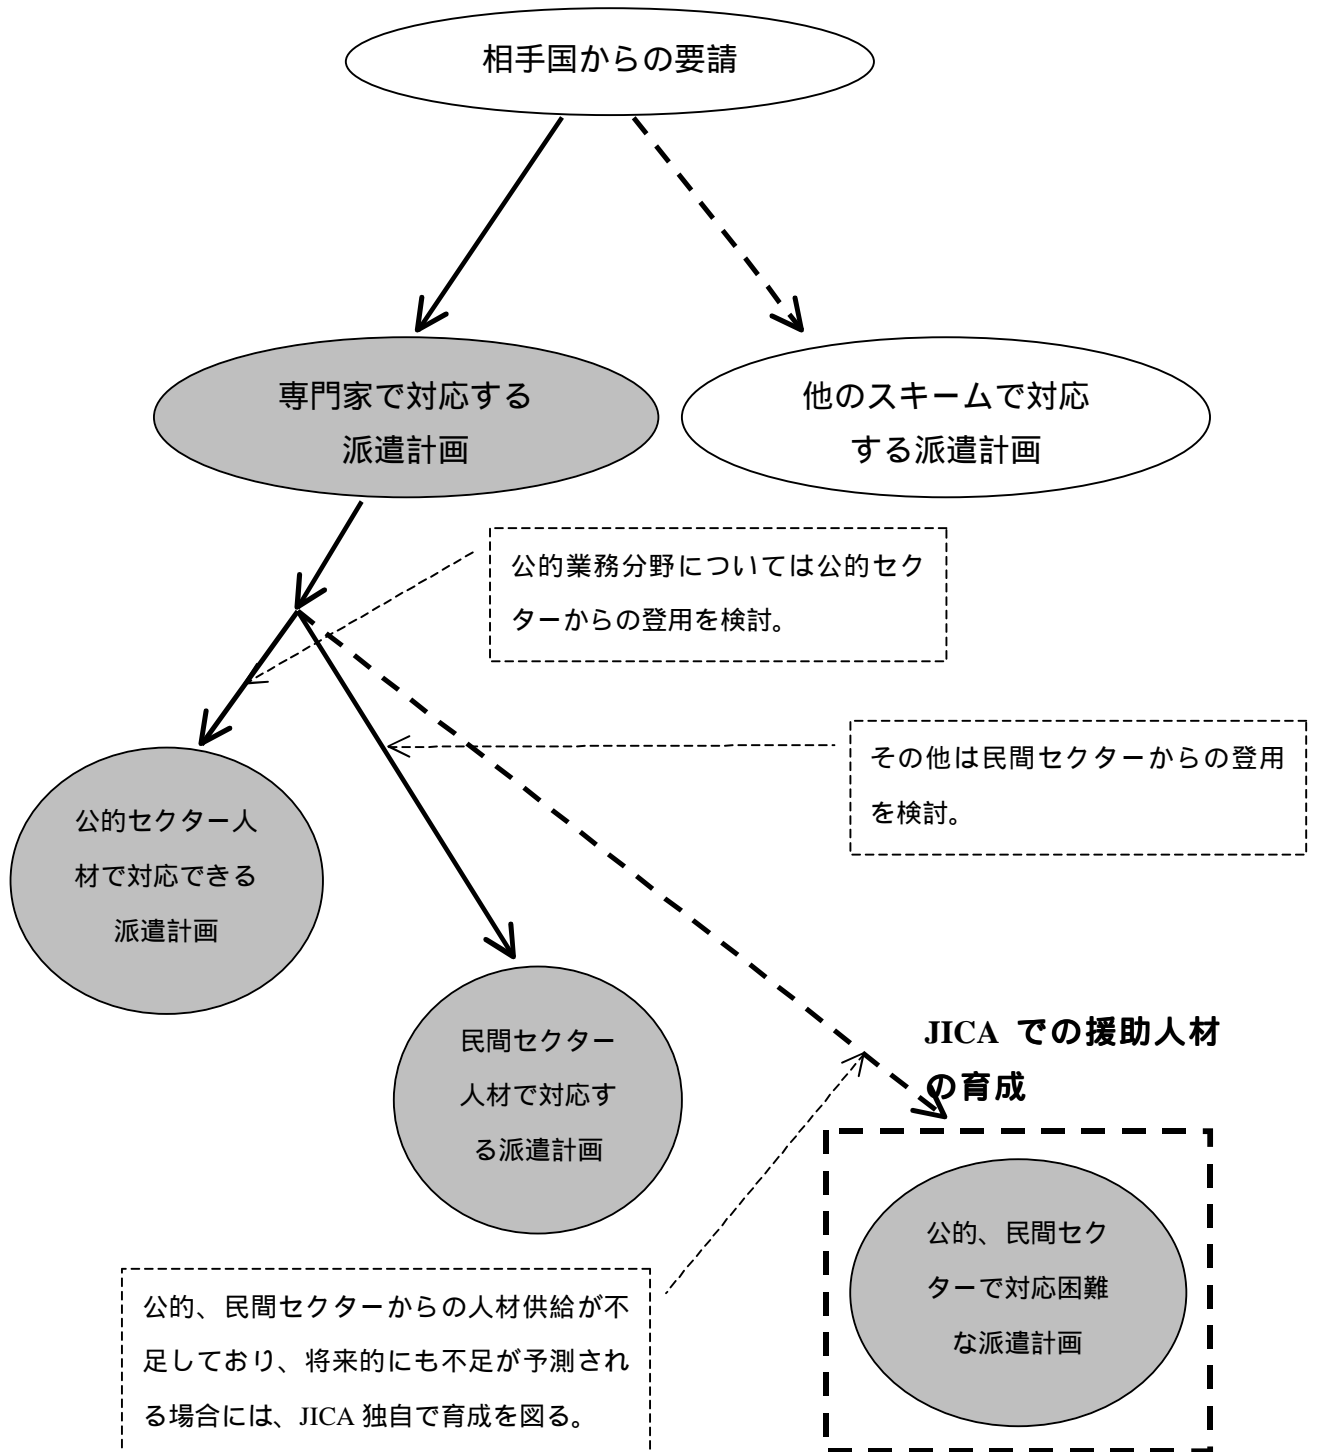 相手国からの要請
専門家で対応する
派遣計画
他のスキームで対応
する派遣計画
公的業務分野については公的セク
ターからの登用を検討。
その他は民間セクターからの登用
を検討。
公的セクター人
材で対応できる
派遣計画
民間セクター
人材で対応す
る派遣計画
JICA での援助人材
の育成
公的、民間セク
ターで対応困難
な派遣計画
公的、民間セクターからの人材供給が不
足しており、将来的にも不足が予測され
る場合には、JICA 独自で育成を図る。